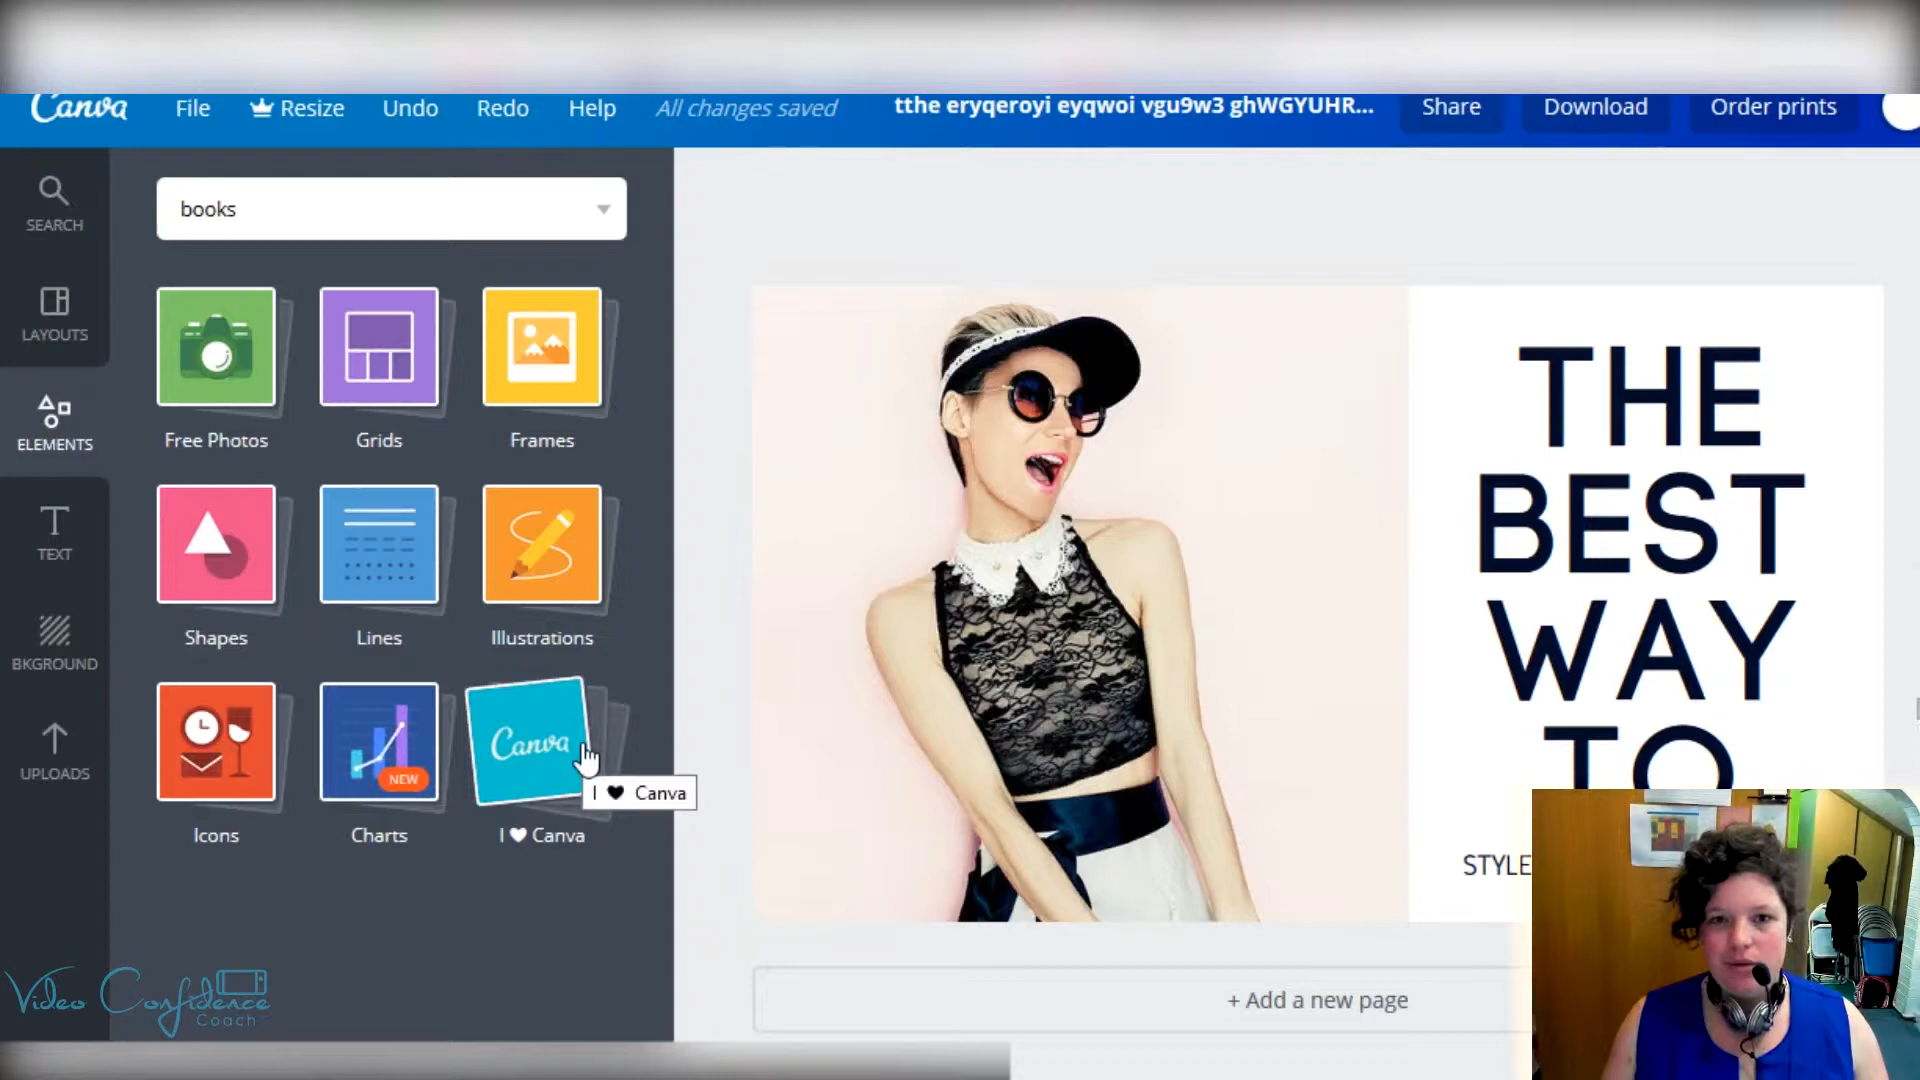 Canva File Resize Undo Redo Help All changes saved tthe eryqeroyi eyqwoi vgu9w3 ghWGYUHR... Share Download Order prints
SEARCH
LAYOUTS
ELEMENTS
TEXT
BKGROUND
UPLOADS
books
Free Photos Grids Frames
Shapes Lines Illustrations
Canva
NEW
I ♥ Canva
Icons Charts I ♥ Canva
THE
BEST
WAY
TO
STYLE
+ Add a new page
Video Confidence
Coach